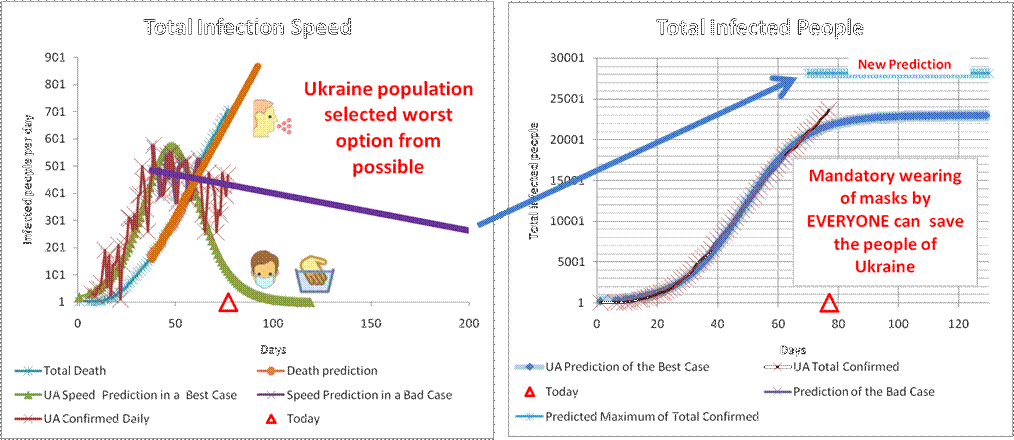 Total Infection Speed
901
801
701
601
501
401
301
201
101
1
Infected people per day
0
50
100
150
200
Days
Ukraine population
selected worst
option from
possible
Total Death
Death prediction
UA Speed Prediction in a Best Case
Speed Prediction in a Bad Case
UA Confirmed Daily
Today
Total Infected People
30001
25001
20001
15001
10001
5001
1
Total Infected people
0
20
40
60
80
100
120
Days
New Prediction
Mandatory wearing
of masks by
EVERYONE can save
the people of
Ukraine
UA Prediction of the Best Case
UA Total Confirmed
Today
Prediction of the Bad Case
Predicted Maximum of Total Confirmed